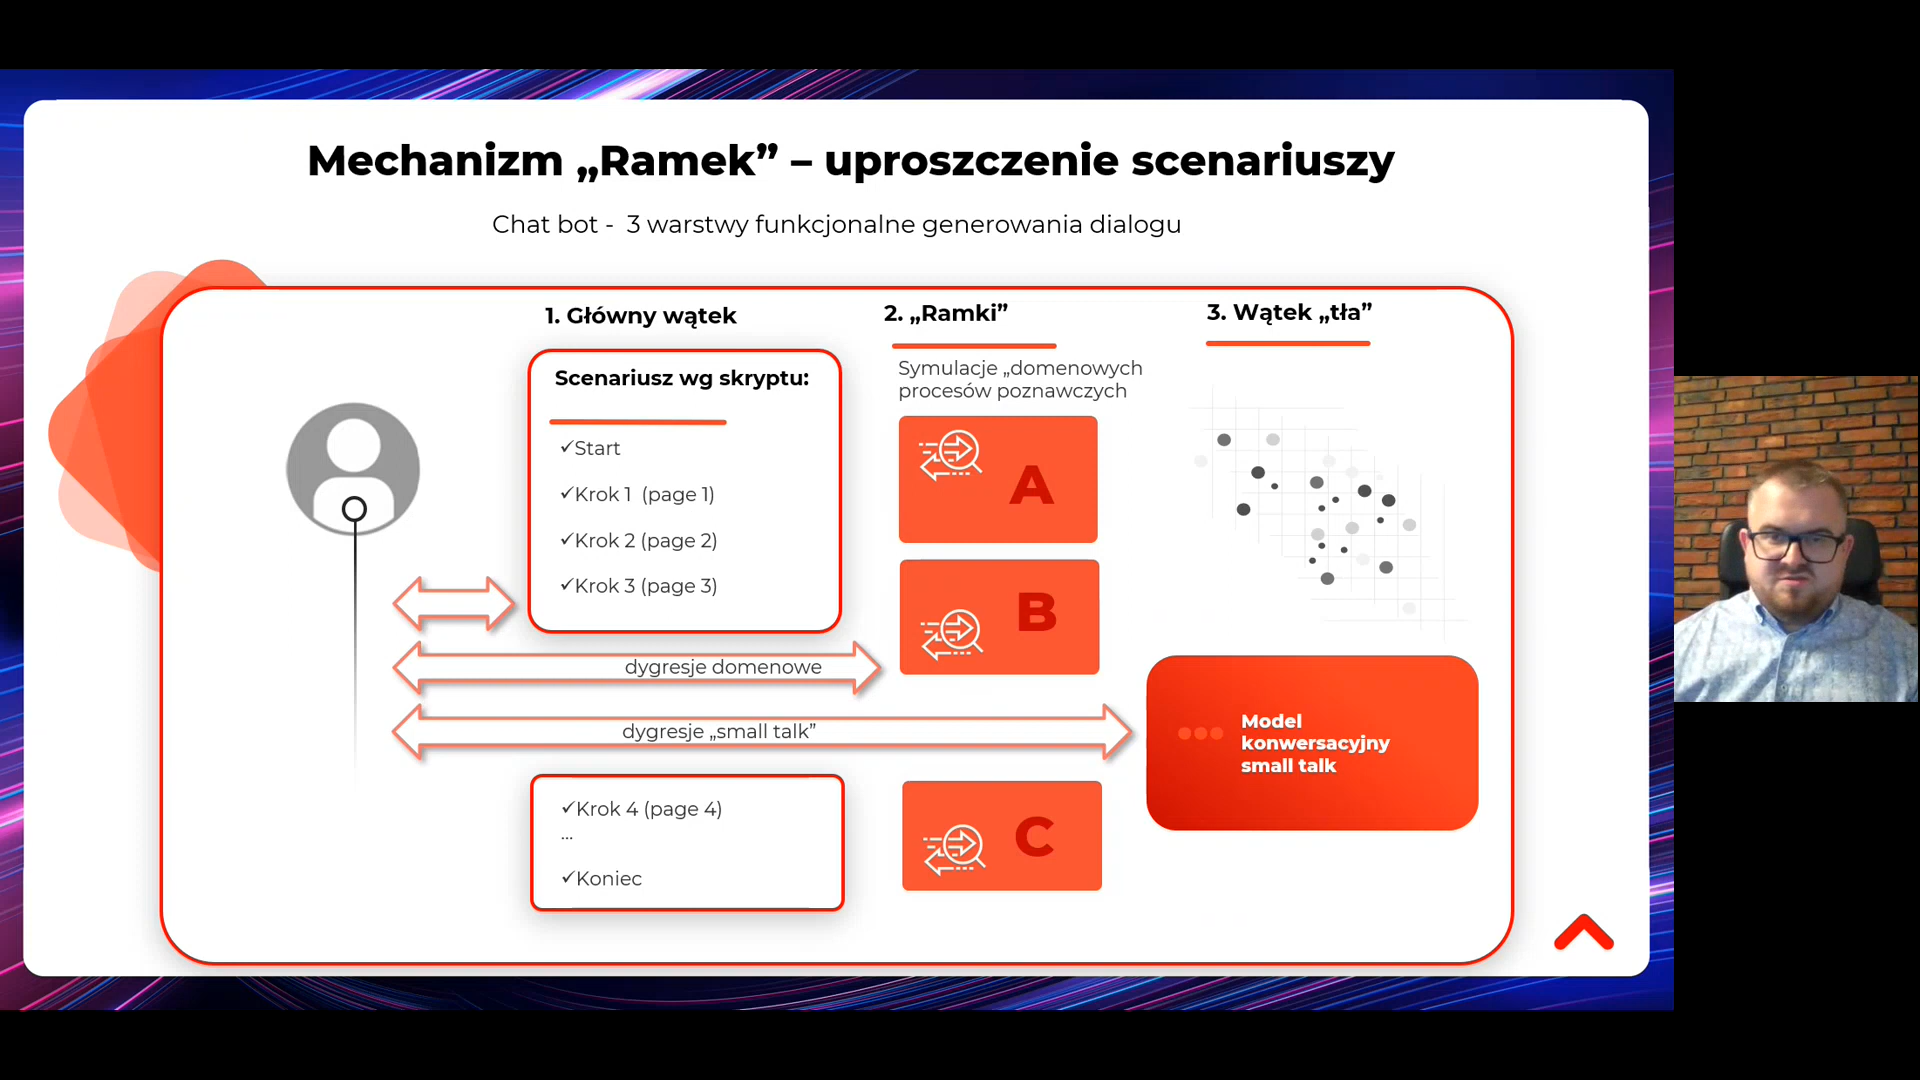 Mechanizm „Ramek” – uproszczenie scenariuszy
Chat bot - 3 warstwy funkcjonalne generowania dialogu
1. Główny wątek
Scenariusz wg skryptu:
✓Start
✓Krok 1 (page 1)
✓Krok 2 (page 2)
✓Krok 3 (page 3)
dygresje domenowe
dygresje „small talk”
✓Krok 4 (page 4)
...
✓Koniec
2. „Ramki”
Symulacje „domenowych
procesów poznawczych
A
B
C
3. Wątek „tła”
Model
konwersacyjny
small talk